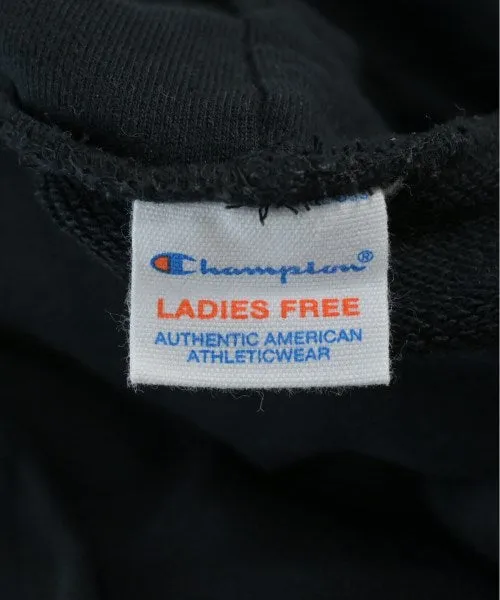 Champion®
LADIES FREE
AUTHENTIC AMERICAN
ATHLETICWEAR